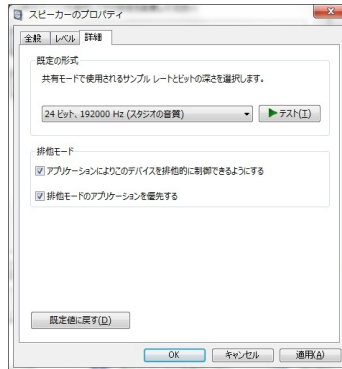 スピーカーのプロパティ
全般 レベル 詳細
既定の形式
共有モードで使用されるサンプル レートとビットの深さを選択します。
24 ビット、192000 Hz (スタジオの音質) テスト(T)
排他モード
アプリケーションによりこのデバイスを排他的に制御できるようにする
排他モードのアプリケーションを優先する
既定値に戻す(D)
OK キャンセル 適用(A)